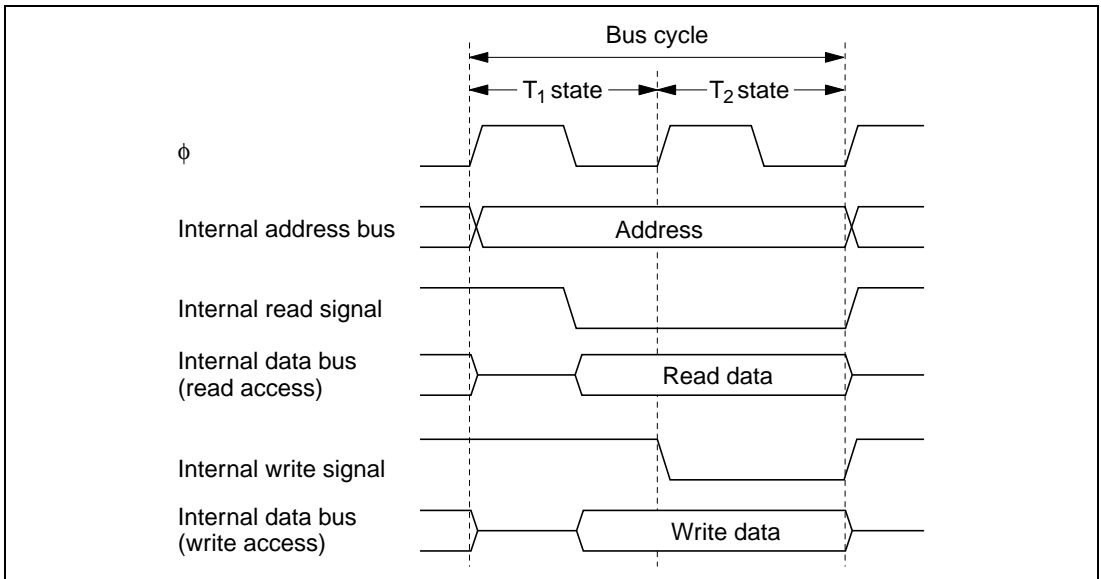 Bus cycle
T₁ state T₂ state
ϕ
Internal address bus Address
Internal read signal
Internal data bus
(read access) Read data
Internal write signal
Internal data bus
(write access) Write data